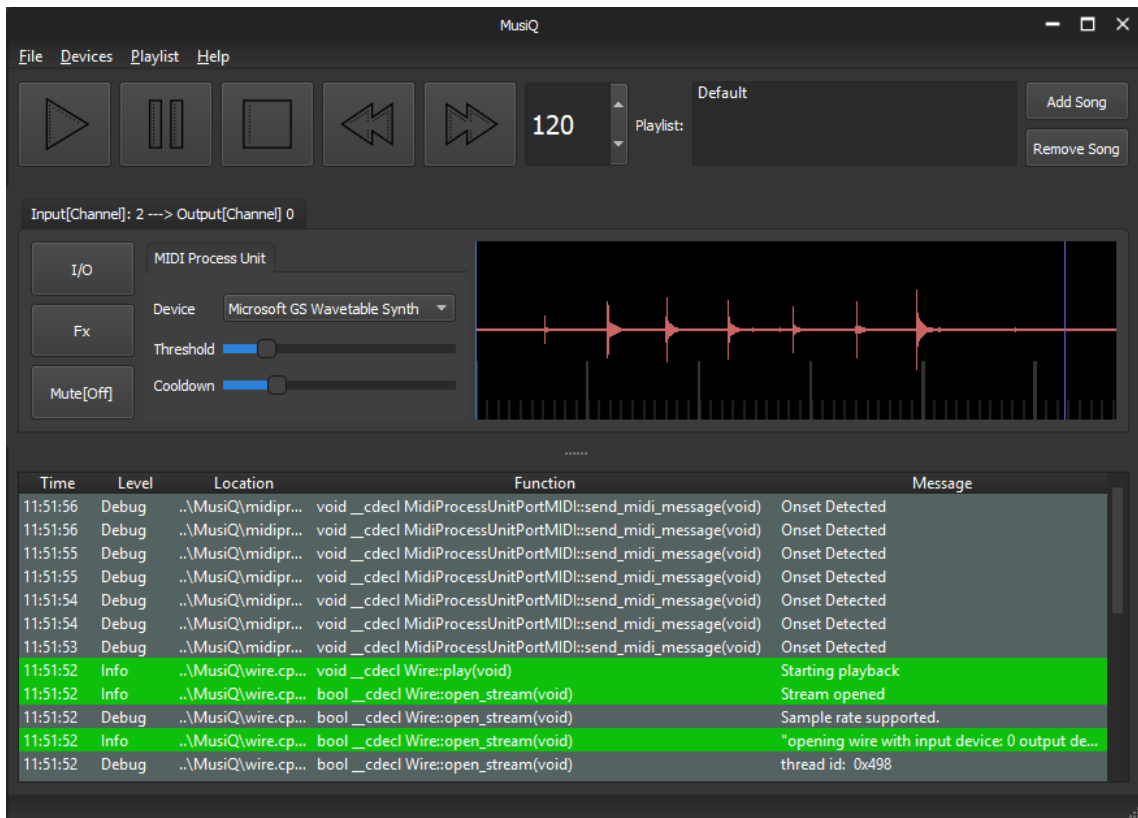 MusiQ
File Devices Playlist Help
120
Playlist:
Default
Add Song
Remove Song
Input[Channel]: 2 ---> Output[Channel] 0
I/O
Fx
Mute[Off]
MIDI Process Unit
Device Microsoft GS Wavetable Synth
Threshold
Cooldown
Time Level Location Function Message
11:51:56 Debug ..\MusiQ\midipr... void __cdecl MidiProcessUnitPortMIDI::send_midi_message(void) Onset Detected
11:51:56 Debug ..\MusiQ\midipr... void __cdecl MidiProcessUnitPortMIDI::send_midi_message(void) Onset Detected
11:51:55 Debug ..\MusiQ\midipr... void __cdecl MidiProcessUnitPortMIDI::send_midi_message(void) Onset Detected
11:51:55 Debug ..\MusiQ\midipr... void __cdecl MidiProcessUnitPortMIDI::send_midi_message(void) Onset Detected
11:51:54 Debug ..\MusiQ\midipr... void __cdecl MidiProcessUnitPortMIDI::send_midi_message(void) Onset Detected
11:51:54 Debug ..\MusiQ\midipr... void __cdecl MidiProcessUnitPortMIDI::send_midi_message(void) Onset Detected
11:51:53 Debug ..\MusiQ\midipr... void __cdecl MidiProcessUnitPortMIDI::send_midi_message(void) Onset Detected
11:51:52 Info ..\MusiQ\wire.cp... void __cdecl Wire::play(void) Starting playback
11:51:52 Info ..\MusiQ\wire.cp... bool __cdecl Wire::open_stream(void) Stream opened
11:51:52 Debug ..\MusiQ\wire.cp... bool __cdecl Wire::open_stream(void) Sample rate supported.
11:51:52 Info ..\MusiQ\wire.cp... bool __cdecl Wire::open_stream(void) "opening wire with input device: 0 output de...
11:51:52 Debug ..\MusiQ\wire.cp... bool __cdecl Wire::open_stream(void) thread id: 0x498